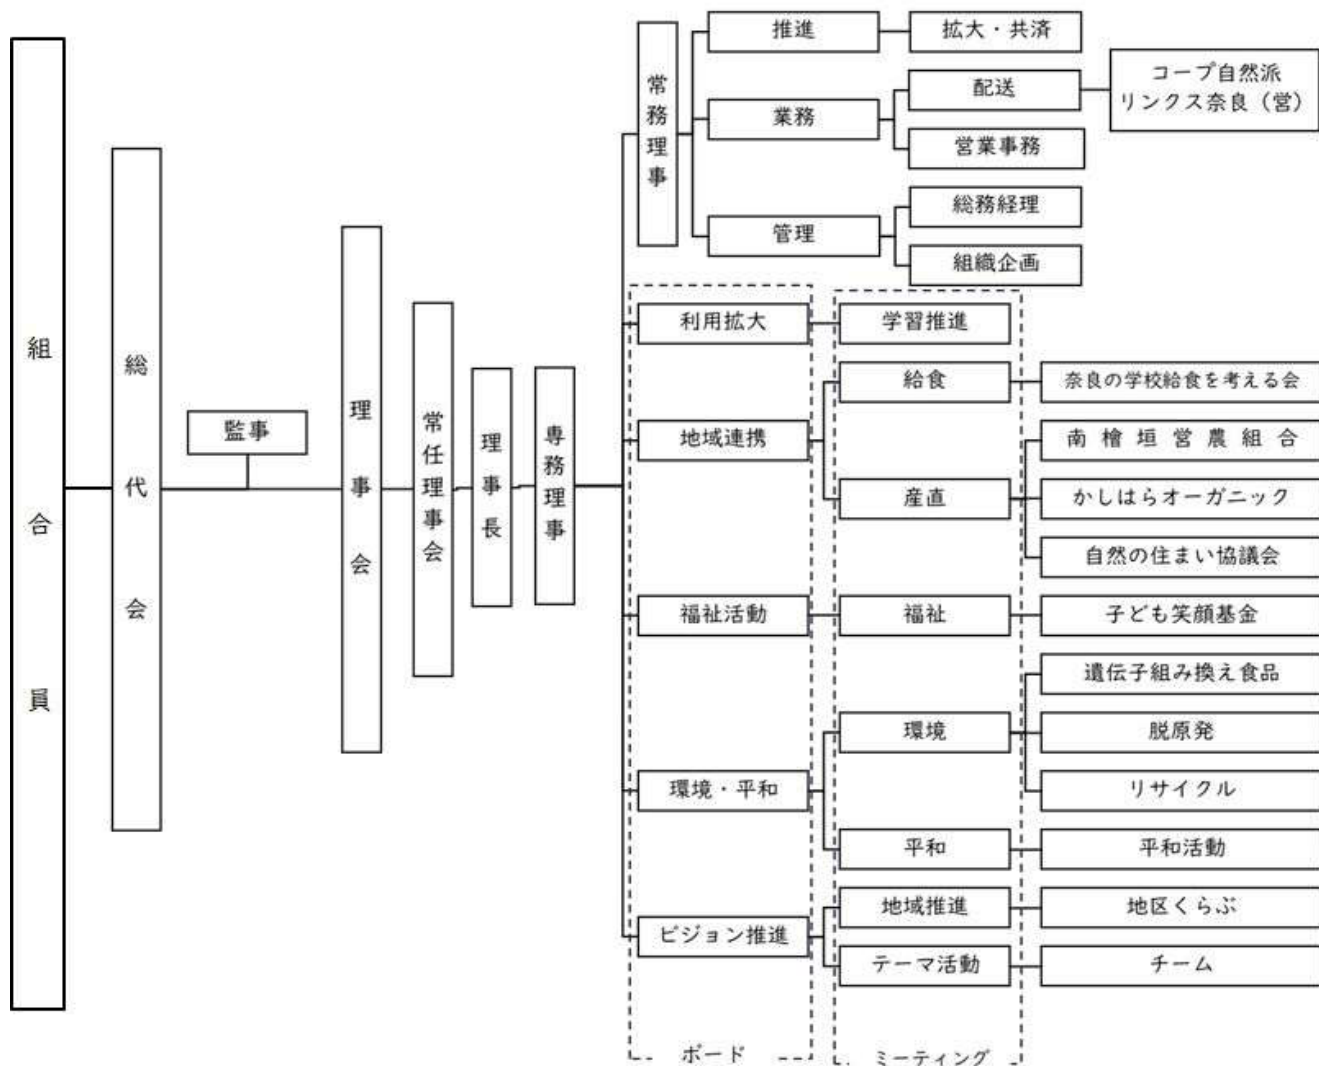 組合員
総代会
監事
理事会
常任理事会
理事長
専務理事
常務理事
推進
拡大・共済
業務
配送
コープ自然派
リンクス奈良（営）
営業事務
管理
総務経理
組織企画
利用拡大
学習推進
地域連携
給食
奈良の学校給食を考える会
産直
南檜垣営農組合
かしはらオーガニック
自然の住まい協議会
福祉活動
福祉
子ども笑顔基金
環境・平和
環境
遺伝子組み換え食品
脱原発
リサイクル
平和
平和活動
ビジョン推進
地域推進
地区くらぶ
テーマ活動
チーム
ボード
ミーティング